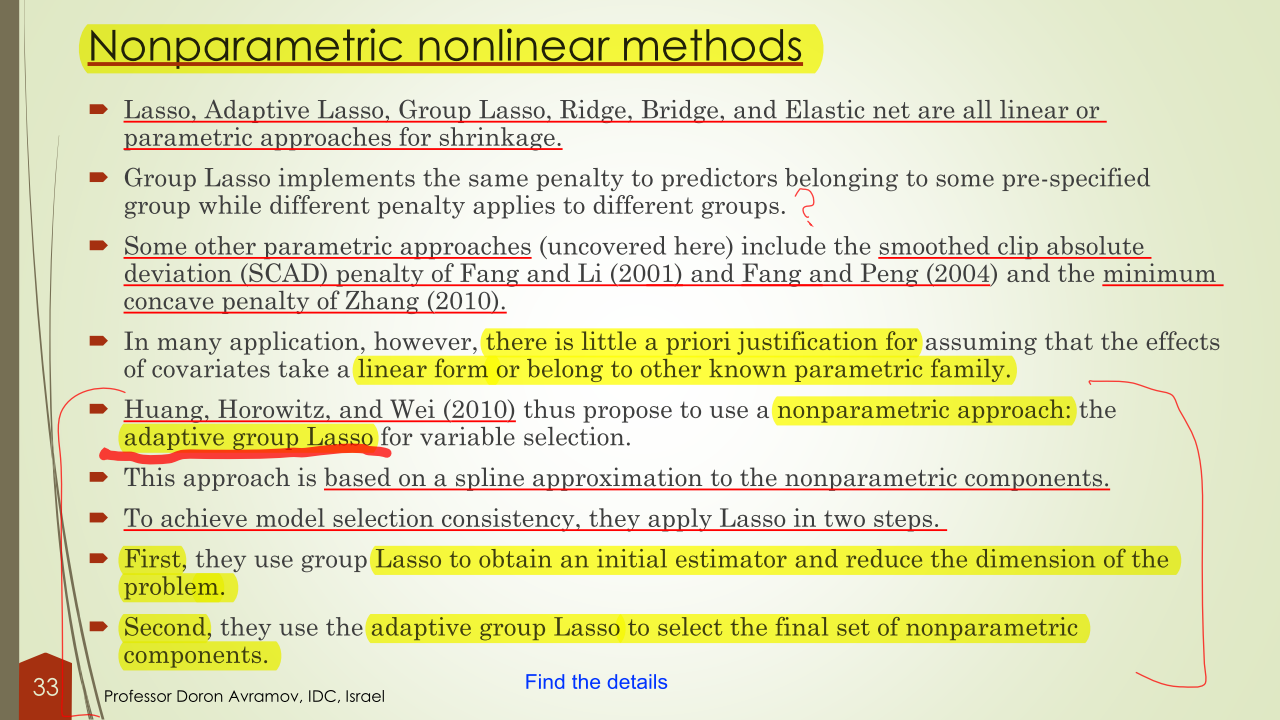 Nonparametric nonlinear methods
Lasso, Adaptive Lasso, Group Lasso, Ridge, Bridge, and Elastic net are all linear or
parametric approaches for shrinkage.
Group Lasso implements the same penalty to predictors belonging to some pre-specified
group while different penalty applies to different groups. ?
Some other parametric approaches (uncovered here) include the smoothed clip absolute
deviation (SCAD) penalty of Fang and Li (2001) and Fang and Peng (2004) and the minimum
concave penalty of Zhang (2010).
In many application, however, there is little a priori justification for assuming that the effects
of covariates take a linear form or belong to other known parametric family.
Huang, Horowitz, and Wei (2010) thus propose to use a nonparametric approach: the
adaptive group Lasso for variable selection.
This approach is based on a spline approximation to the nonparametric components.
To achieve model selection consistency, they apply Lasso in two steps.
First, they use group Lasso to obtain an initial estimator and reduce the dimension of the
problem.
Second, they use the adaptive group Lasso to select the final set of nonparametric
components.
Find the details
33
Professor Doron Avramov, IDC, Israel